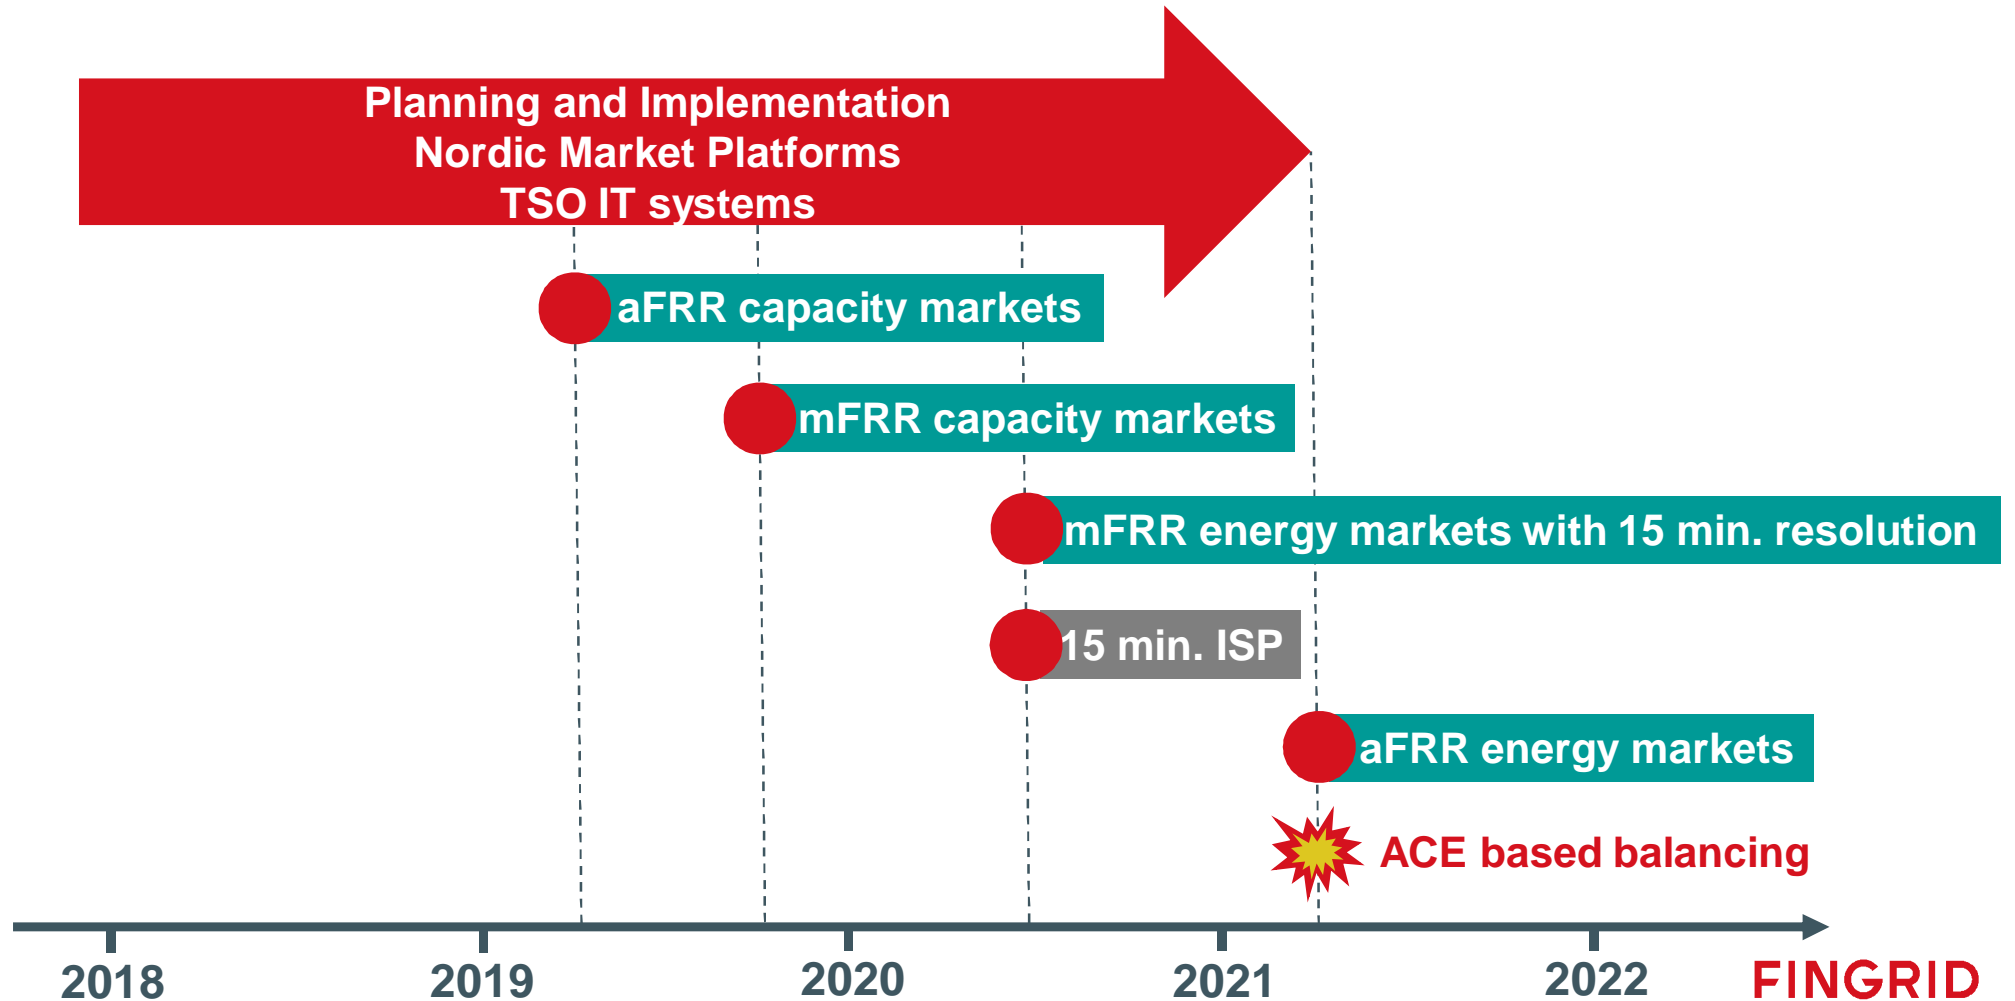 Planning and Implementation
Nordic Market Platforms
TSO IT systems
aFRR capacity markets
mFRR capacity markets
mFRR energy markets with 15 min. resolution
15 min. ISP
aFRR energy markets
ACE based balancing
2018 2019 2020 2021 2022
FINGRID